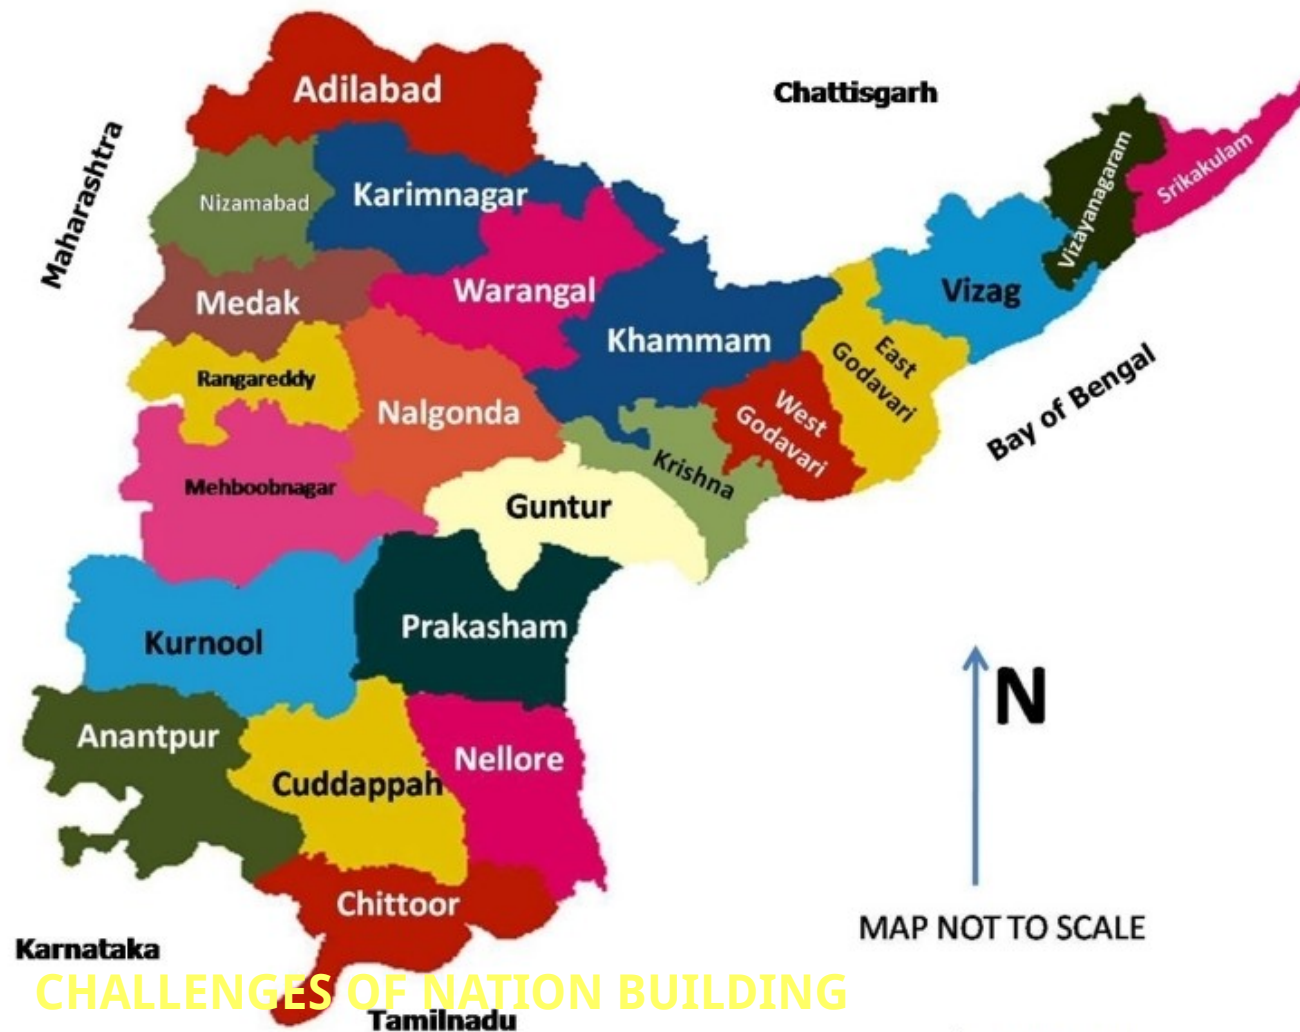 Adilabad
Chattisgarh
Maharashtra
Nizamabad
Karimnagar
Vizayanagaram
Srikakulam
Medak
Warangal
Vizag
Khammam
Rangareddy
Nalgonda
East
Godavari
West
Godavari
Bay of Bengal
Krishna
Mehboobnagar
Guntur
Kurnool
Prakasham
N
Anantpur
Cuddappah
Nellore
Chittoor
MAP NOT TO SCALE
Karnataka
CHALLENGES OF NATION BUILDING
Tamilnadu